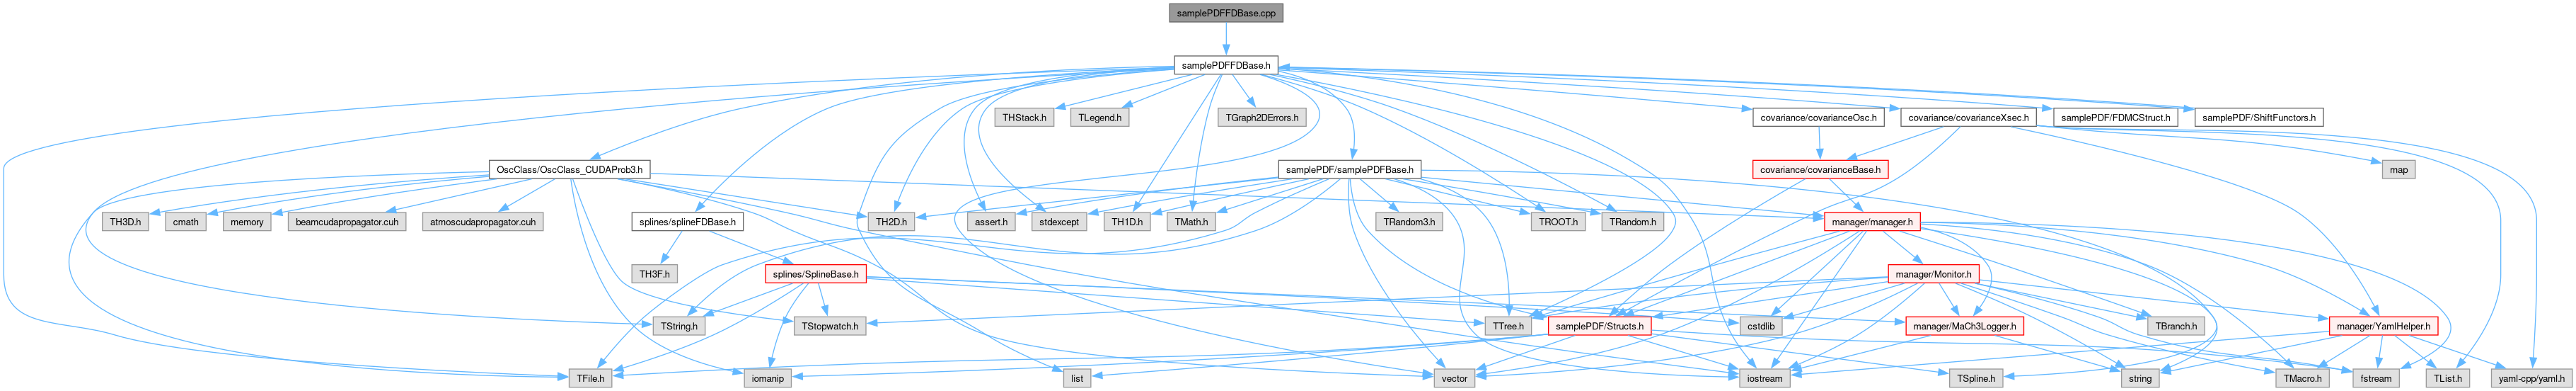 samplePDFFDBase.cpp
samplePDFFDBase.h
THStack.h
TLegend.h
TGraph2DErrors.h
covariance/covarianceOsc.h
covariance/covarianceXsec.h
samplePDF/FDMCStruct.h
samplePDF/ShiftFunctors.h
OscClass/OscClass_CUDAProb3.h
samplePDF/samplePDFBase.h
covariance/covarianceBase.h
map
TH3D.h
cmath
memory
beamcudapropagator.cuh
atmoscudapropagator.cuh
splines/splineFDBase.h
TH2D.h
assert.h
stdexcept
TH1D.h
TMath.h
TRandom3.h
TROOT.h
TRandom.h
manager/manager.h
TH3F.h
splines/SplineBase.h
manager/Monitor.h
TString.h
TStopwatch.h
TTree.h
samplePDF/Structs.h
cstdlib
manager/MaCh3Logger.h
TBranch.h
manager/YamlHelper.h
TFile.h
iomanip
list
vector
iostream
TSpline.h
string
TMacro.h
fstream
TList.h
yaml-cpp/yaml.h